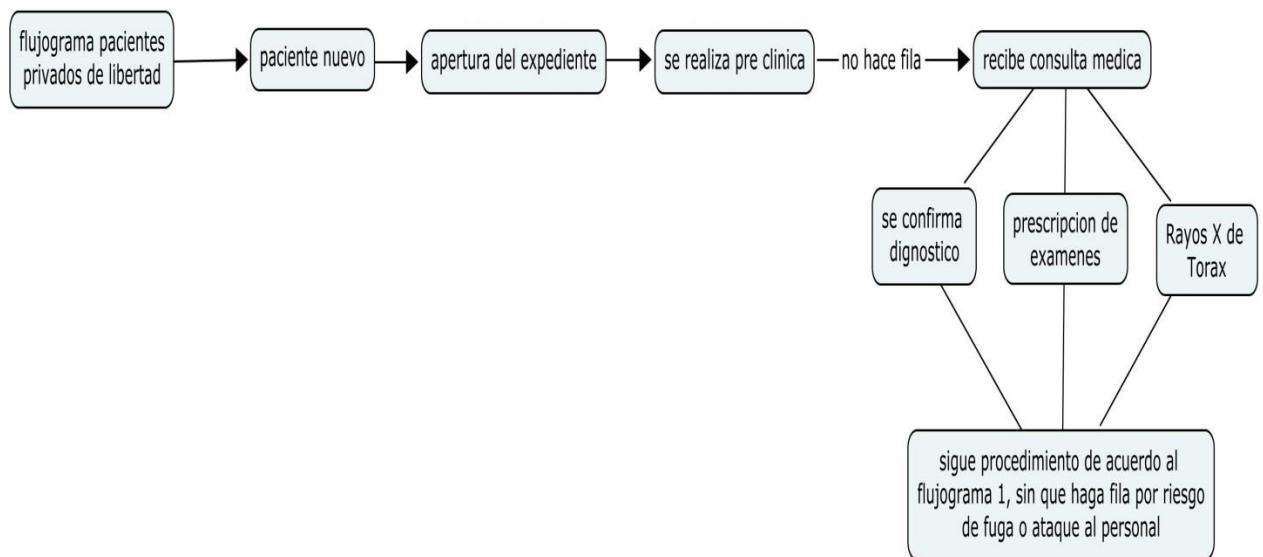 flujograma pacientes
privados de libertad
paciente nuevo
apertura del expediente
se realiza pre clinica
no hace fila
recibe consulta medica
se confirma
dignostico
prescripcion de
examenes
Rayos X de
Torax
sigue procedimiento de acuerdo al
flujograma 1, sin que haga fila por riesgo
de fuga o ataque al personal